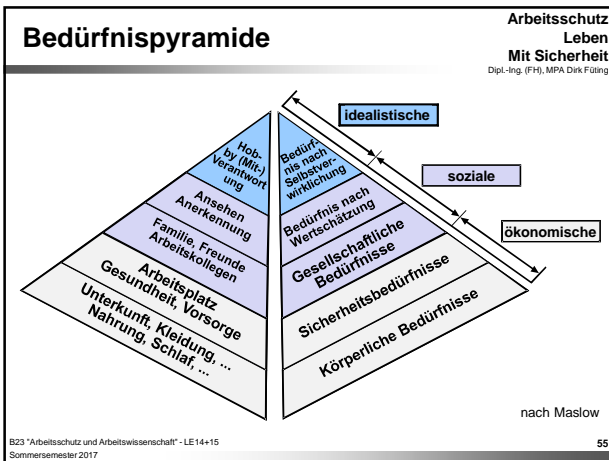 Bedürfnispyramide
Arbeitsschutz
Leben
Mit Sicherheit
Dipl.-Ing. (FH), MPA Dirk Füting
idealistische
soziale
ökonomische
Hob-
by (Mit-)
Verantwort
ung
Bedürf-
nis nach
Selbstver-
wirklichung
Ansehen
Anerkennung
Bedürfnis nach
Wertschätzung
Familie, Freunde
Arbeitskollegen
Gesellschaftliche
Bedürfnisse
Arbeitsplatz
Gesundheit, Vorsorge
Sicherheitsbedürfnisse
Unterkunft, Kleidung, ...
Nahrung, Schlaf, ...
Körperliche Bedürfnisse
nach Maslow
B23 "Arbeitsschutz und Arbeitswissenschaft" - LE14+15
55
Sommersemester 2017